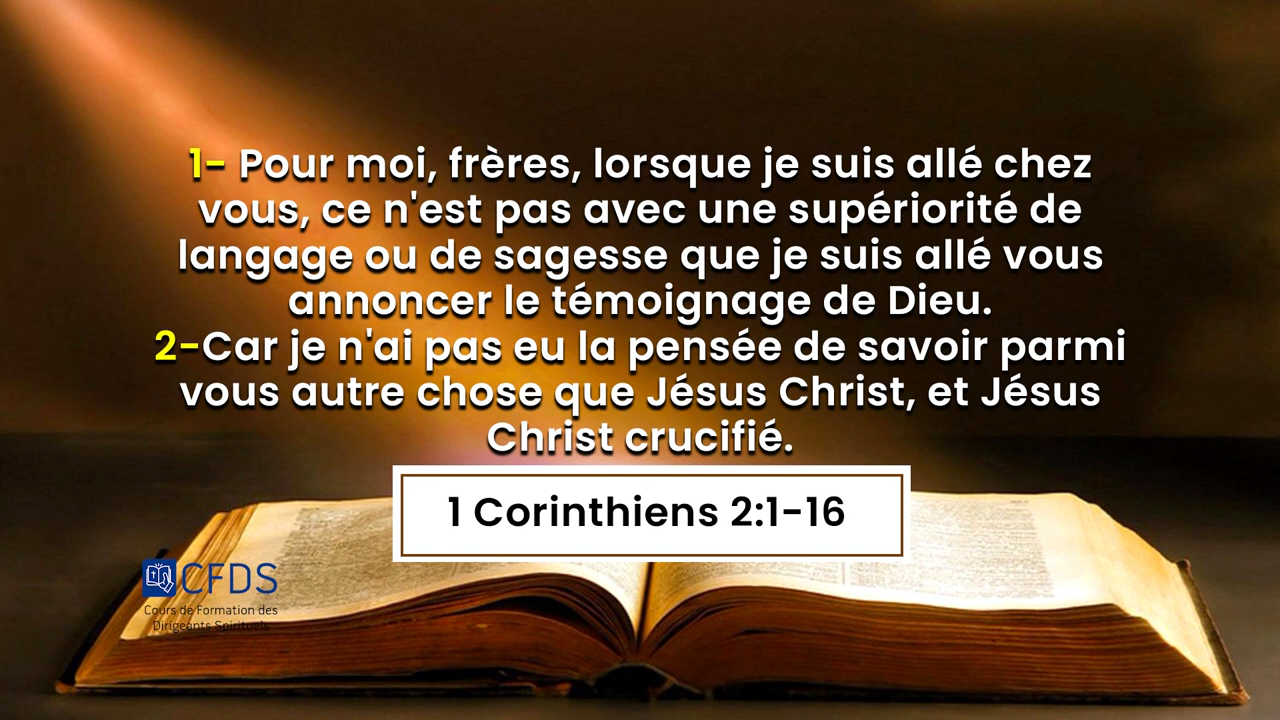 1- Pour moi, frères, lorsque je suis allé chez
vous, ce n'est pas avec une supériorité de
langage ou de sagesse que je suis allé vous
annoncer le témoignage de Dieu.
2-Car je n'ai pas eu la pensée de savoir parmi
vous autre chose que Jésus Christ, et Jésus
Christ crucifié.
1 Corinthiens 2:1-16
CFDS
Cours de Formation des
Dirigeants Spirituels